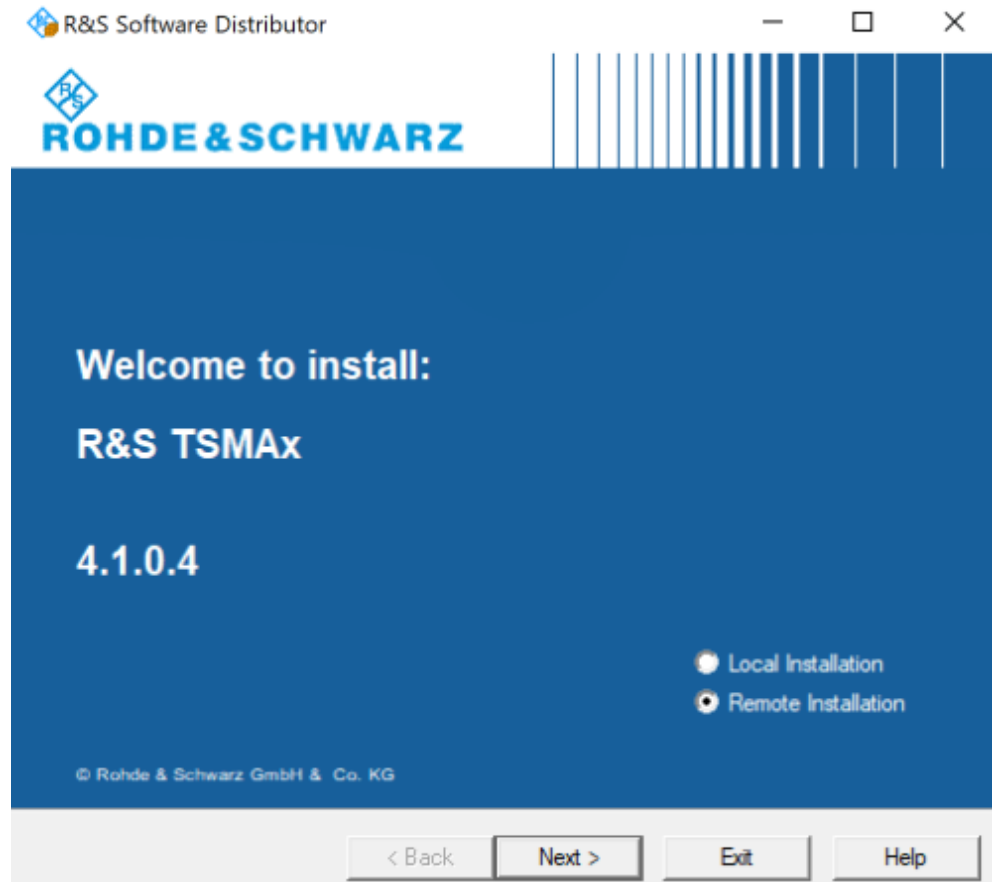 R&S Software Distributor
R&S
ROHDE&SCHWARZ
Welcome to install:
R&S TSMAx
4.1.0.4
Local Installation
Remote Installation
© Rohde & Schwarz GmbH & Co. KG
< Back
Next >
Exit
Help